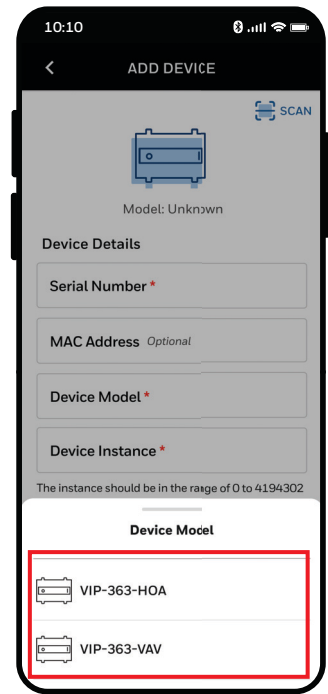 10:10
ADD DEVICE
SCAN
Model: Unknown
Device Details
Serial Number *
MAC Address Optional
Device Model *
Device Instance *
The instance should be in the range of 0 to 4194302
Device Model
VIP-363-HOA
VIP-363-VAV